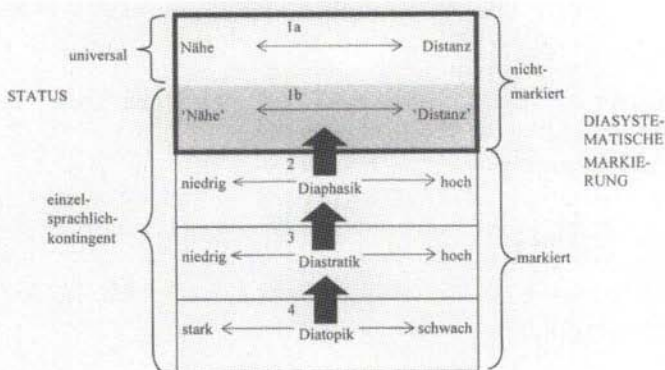 1a
Nähe Distanz
universal
nicht-
markiert
STATUS
1b
'Nähe' 'Distanz'
DIASYSTE-
MATISCHE
MARKIE-
RUNG
2
niedrig Diaphasik hoch
einzel-
sprachlich-
kontingent
3
niedrig Diastratik hoch
markiert
4
stark Diatopik schwach